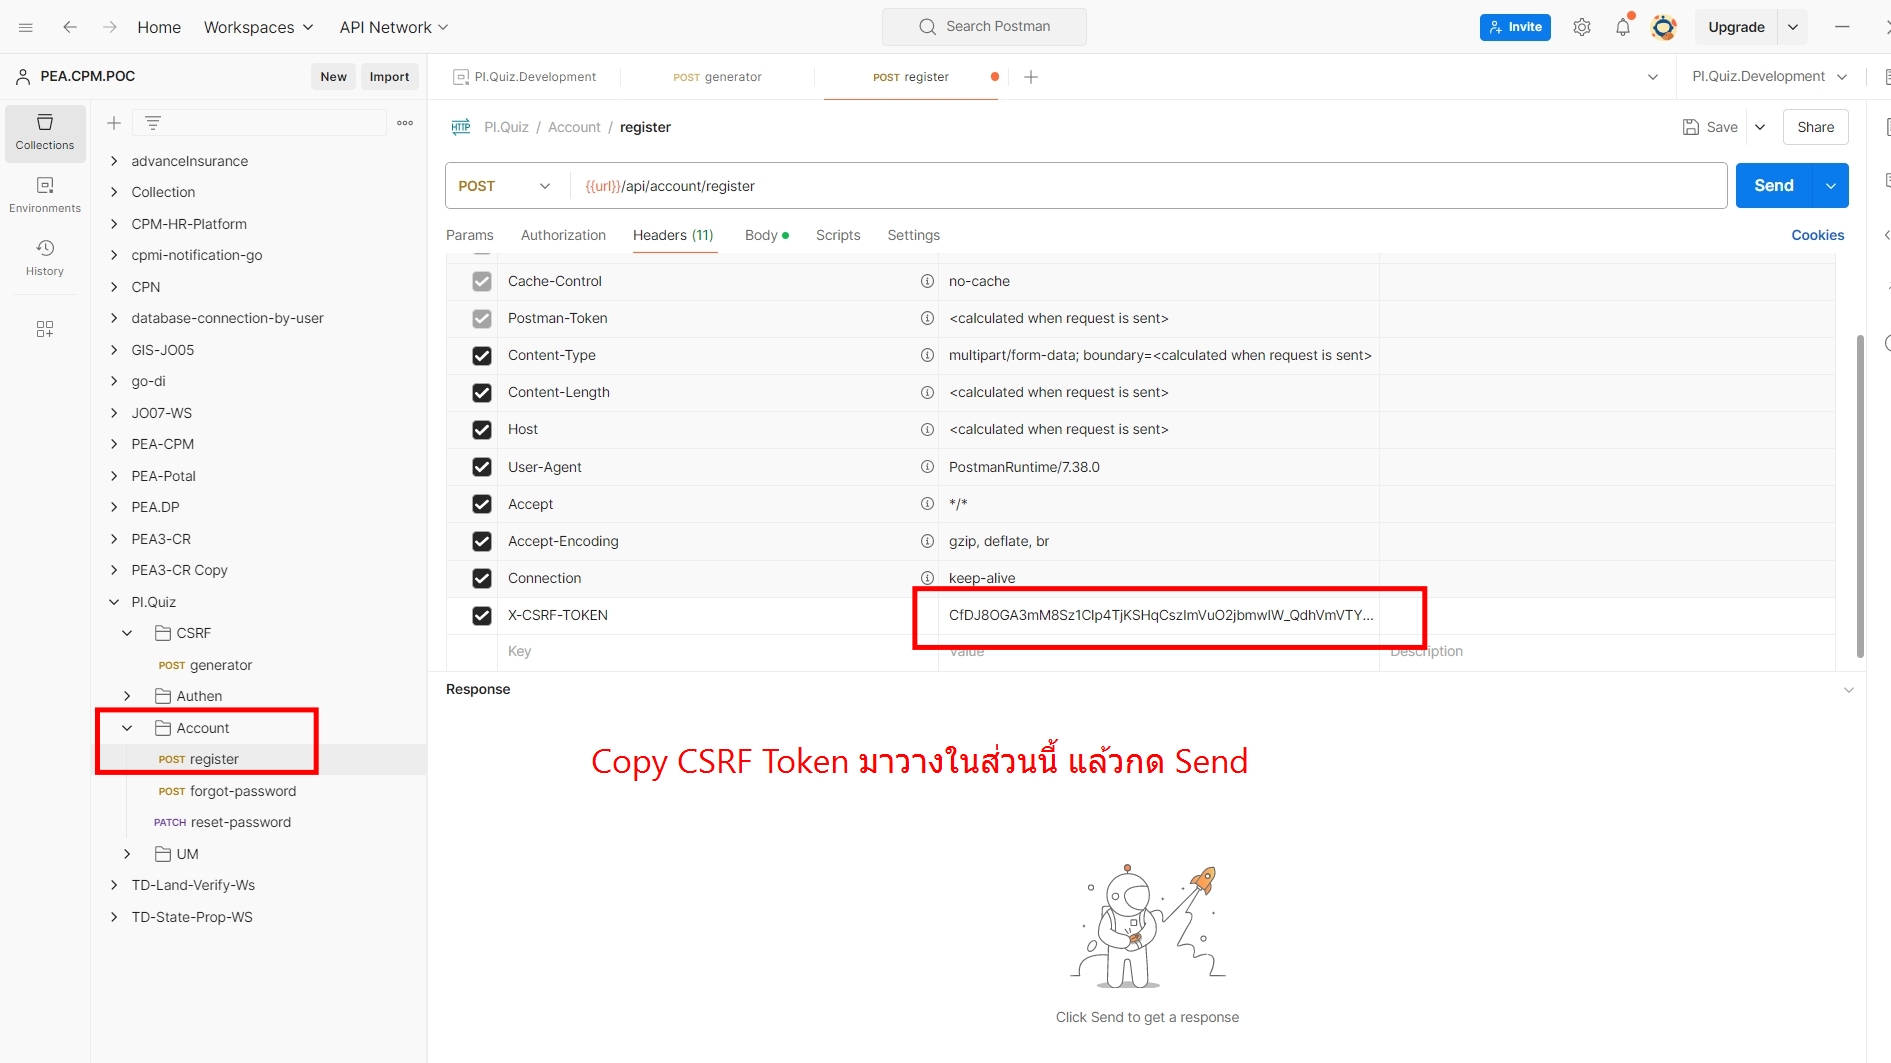 Home Workspaces API Network Search Postman Invite Upgrade
PEA.CPM.POC New Import
PI.Quiz.Development POST generator POST register PI.Quiz.Development
Collections
Environments
History
advanceInsurance
Collection
CPM-HR-Platform
cpmi-notification-go
CPN
database-connection-by-user
GIS-JO05
go-di
JO07-WS
PEA-CPM
PEA-Potal
PEA.DP
PEA3-CR
PEA3-CR Copy
PI.Quiz
CSRF
POST generator
Authen
Account
POST register
POST forgot-password
PATCH reset-password
UM
TD-Land-Verify-Ws
TD-State-Prop-WS
HTTP PI.Quiz / Account / register Save Share
POST {{url}}/api/account/register Send
Params Authorization Headers (11) Body Scripts Settings Cookies
Cache-Control no-cache
Postman-Token <calculated when request is sent>
Content-Type multipart/form-data; boundary=<calculated when request is sent>
Content-Length <calculated when request is sent>
Host <calculated when request is sent>
User-Agent PostmanRuntime/7.38.0
Accept */*
Accept-Encoding gzip, deflate, br
Connection keep-alive
X-CSRF-TOKEN CfDJ8OGA3mM8Sz1CIp4TjKSHqCszImVuO2jbmwIW_QdhVmVTY...
Key Value Description
Response
Copy CSRF Token มาวางในส่วนนี้ แล้วกด Send
Click Send to get a response